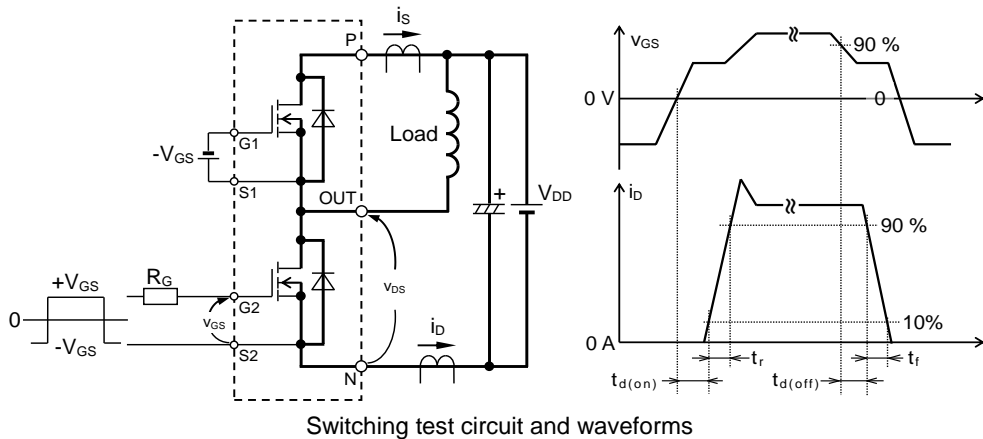 iS
P
G1
-VGS
S1
Load
OUT
+
VDD
+VGS
RG
0
-VGS
G2
vGS
S2
vDS
iD
N
vGS
90 %
0 V
0
iD
90 %
10%
0 A
tr
tf
td(on)
td(off)
Switching test circuit and waveforms